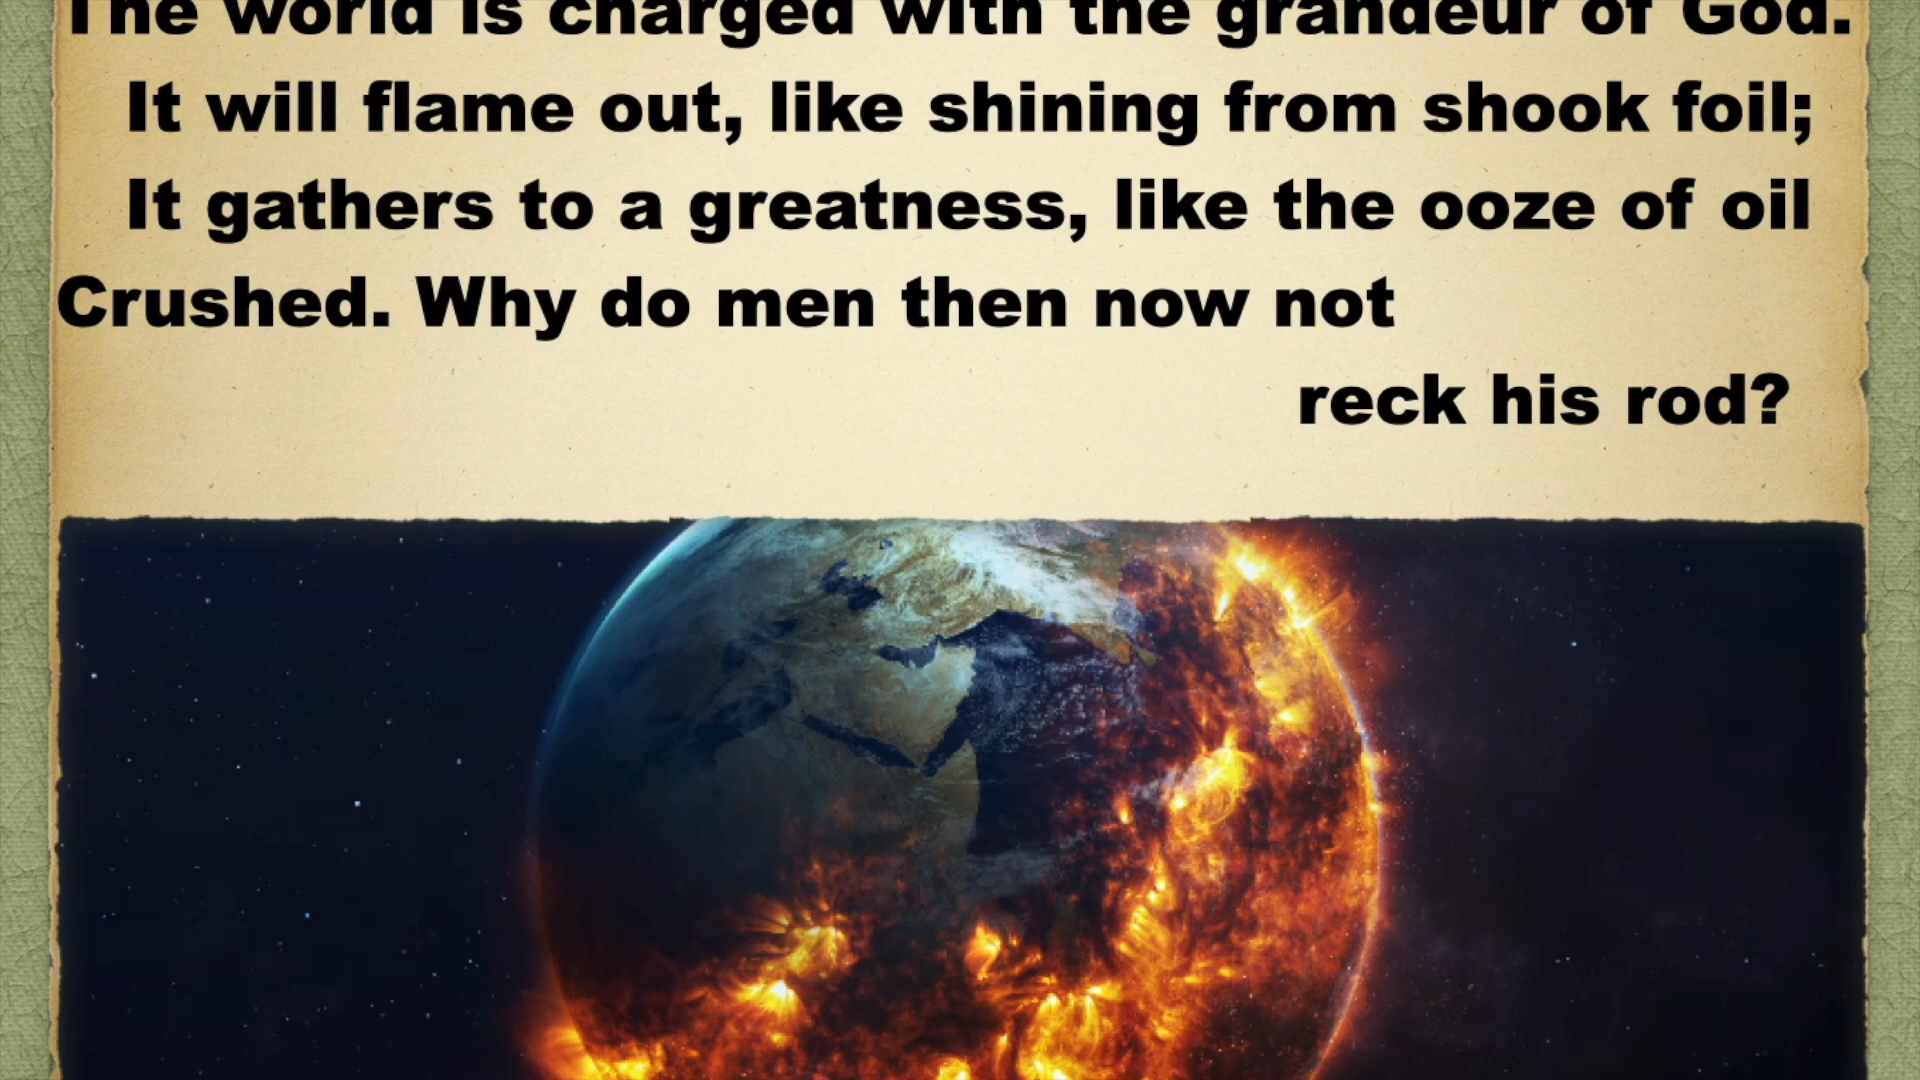 The world is charged with the grandeur of God.
It will flame out, like shining from shook foil;
It gathers to a greatness, like the ooze of oil
Crushed. Why do men then now not
reck his rod?